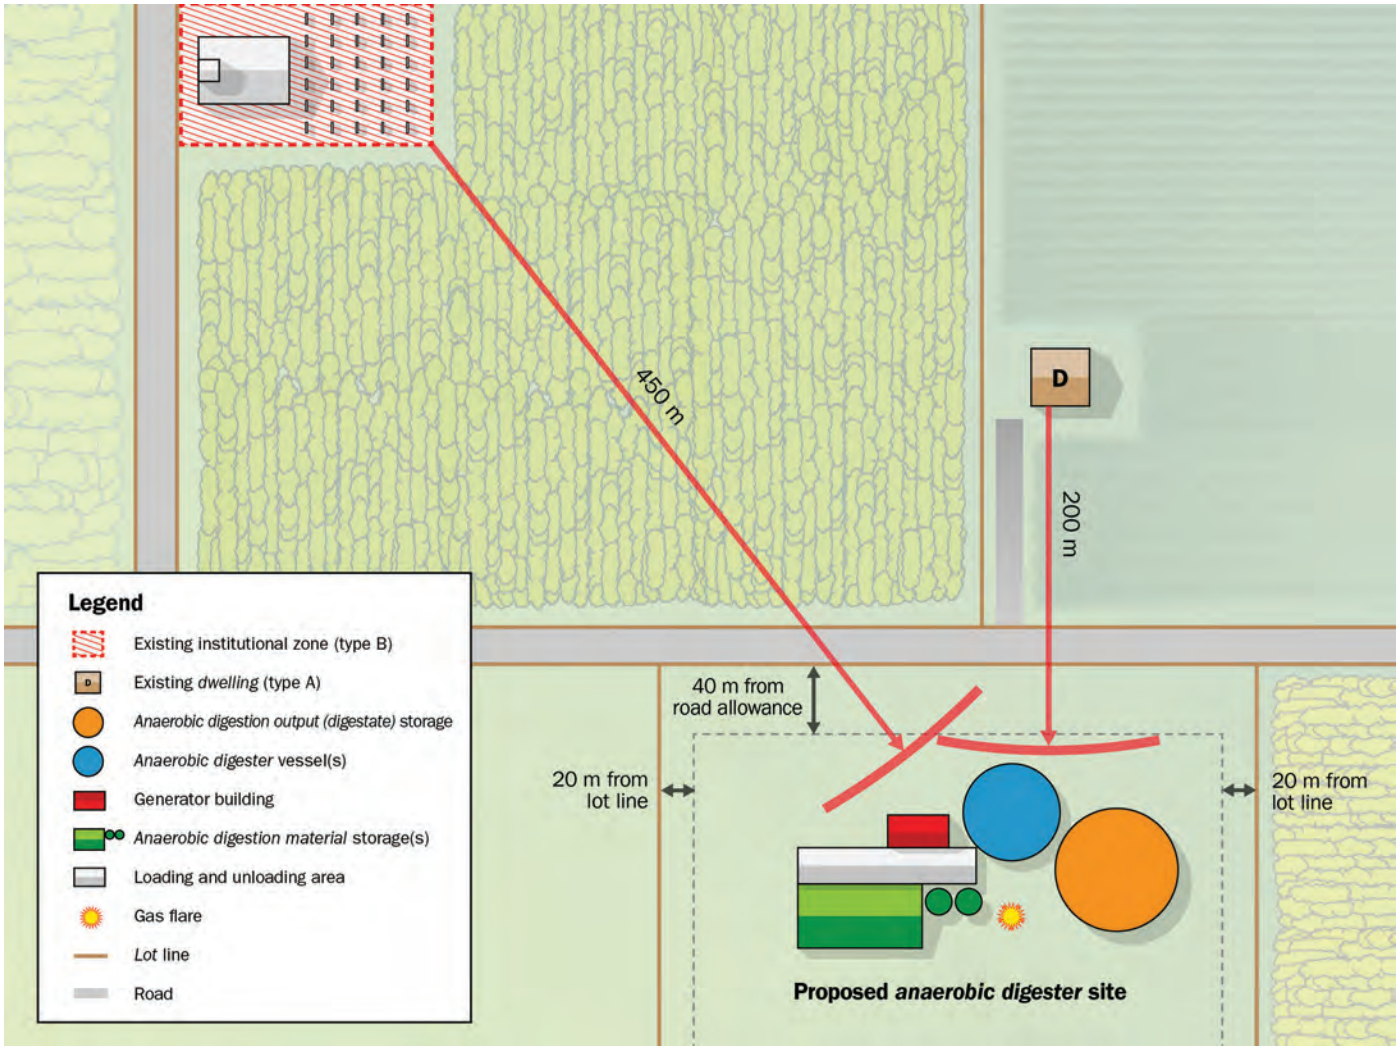 450 m
D
200 m
Legend
Existing institutional zone (type B)
D
Existing dwelling (type A)
Anaerobic digestion output (digestate) storage
Anaerobic digester vessel(s)
Generator building
Anaerobic digestion material storage(s)
Loading and unloading area
Gas flare
Lot line
Road
40 m from
road allowance
20 m from
lot line
20 m from
lot line
Proposed anaerobic digester site